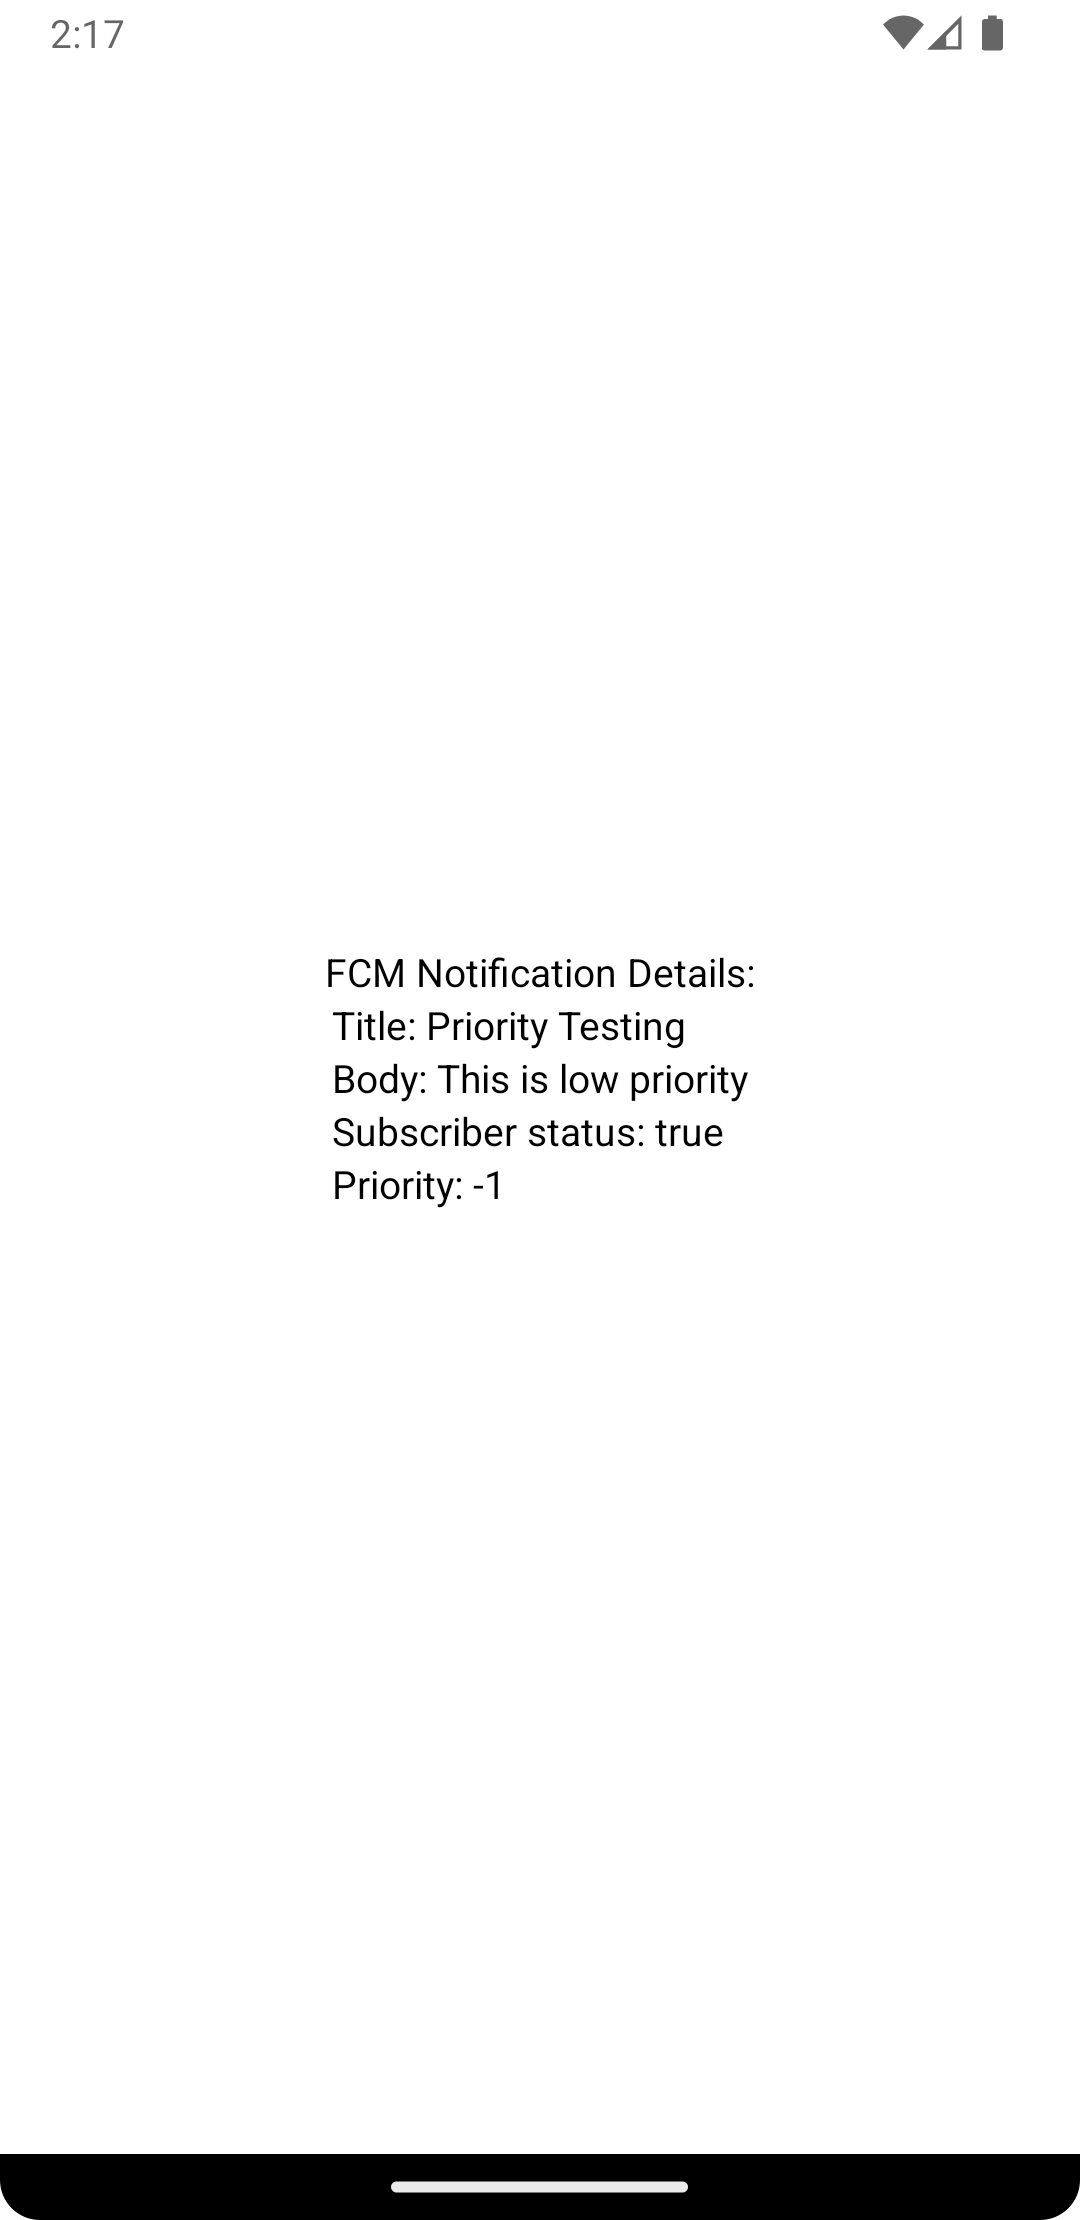 2:17
FCM Notification Details:
Title: Priority Testing
Body: This is low priority
Subscriber status: true
Priority: -1